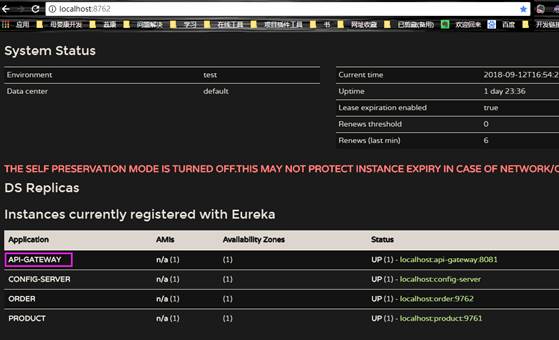 localhost:8762
应用 母婴康开发 普康 问题解决 学习 在线工具 项目插件工具 书 网址收藏 已剪藏(备用) 欢迎回来 百度 开发链接
System Status
Environment test Current time 2018-09-12T16:54:2
Data center default Uptime 1 day 23:36
Lease expiration enabled true
Renews threshold 0
Renews (last min) 6
THE SELF PRESERVATION MODE IS TURNED OFF.THIS MAY NOT PROTECT INSTANCE EXPIRY IN CASE OF NETWORK/O
DS Replicas
Instances currently registered with Eureka
Application AMIs Availability Zones Status
API-GATEWAY n/a (1) (1) UP (1) - localhost:api-gateway:8081
CONFIG-SERVER n/a (1) (1) UP (1) - localhost:config-server
ORDER n/a (1) (1) UP (1) - localhost:order:9762
PRODUCT n/a (1) (1) UP (1) - localhost:product:9761